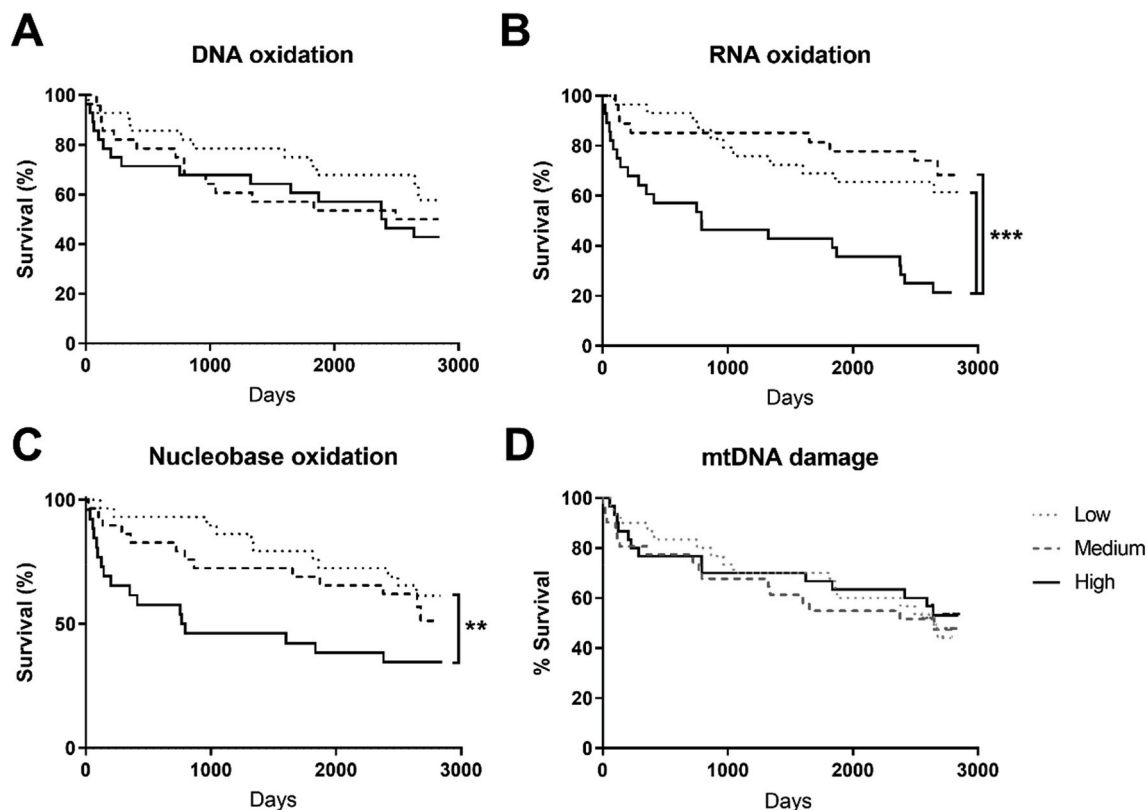 A
DNA oxidation
Survival (%)
100
80
60
40
20
0
0 1000 2000 3000
Days
B
RNA oxidation
Survival (%)
100
80
60
40
20
0
***
0 1000 2000 3000
Days
C
Nucleobase oxidation
Survival (%)
100
50
0
**
0 1000 2000 3000
Days
D
mtDNA damage
% Survival
100
80
60
40
20
0
0 1000 2000 3000
Days
Low
Medium
High